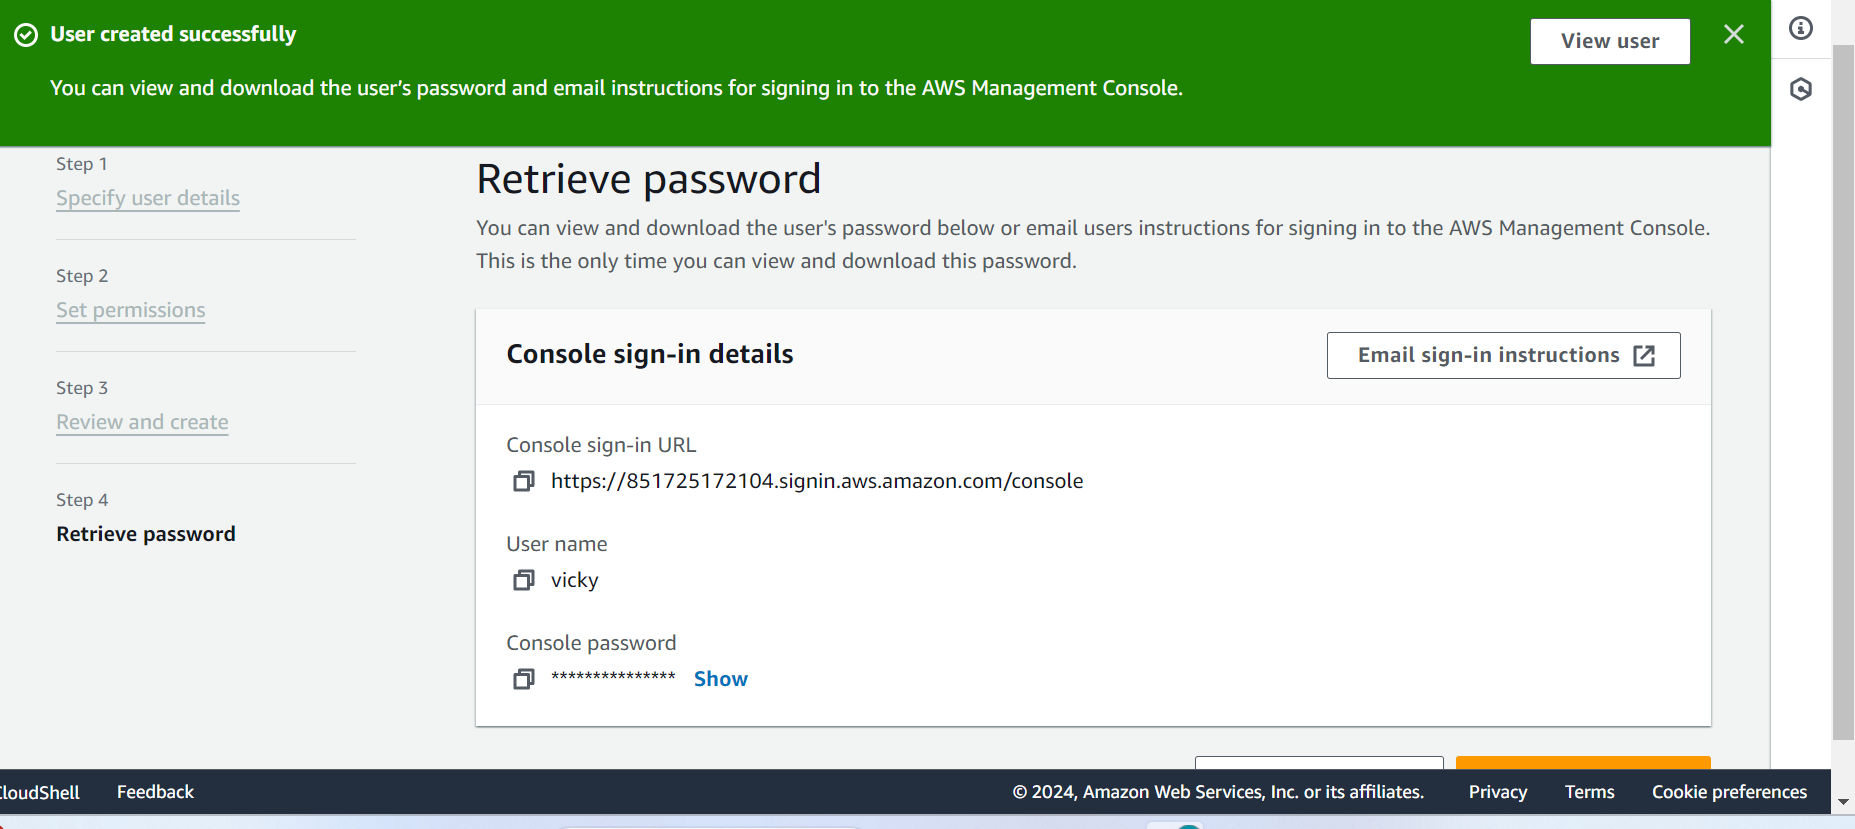 User created successfully
View user
You can view and download the user’s password and email instructions for signing in to the AWS Management Console.
Step 1
Specify user details
Step 2
Set permissions
Step 3
Review and create
Step 4
Retrieve password
Retrieve password
You can view and download the user's password below or email users instructions for signing in to the AWS Management Console.
This is the only time you can view and download this password.
Console sign-in details
Email sign-in instructions
Console sign-in URL
https://851725172104.signin.aws.amazon.com/console
User name
vicky
Console password
*************** Show
CloudShell Feedback © 2024, Amazon Web Services, Inc. or its affiliates. Privacy Terms Cookie preferences